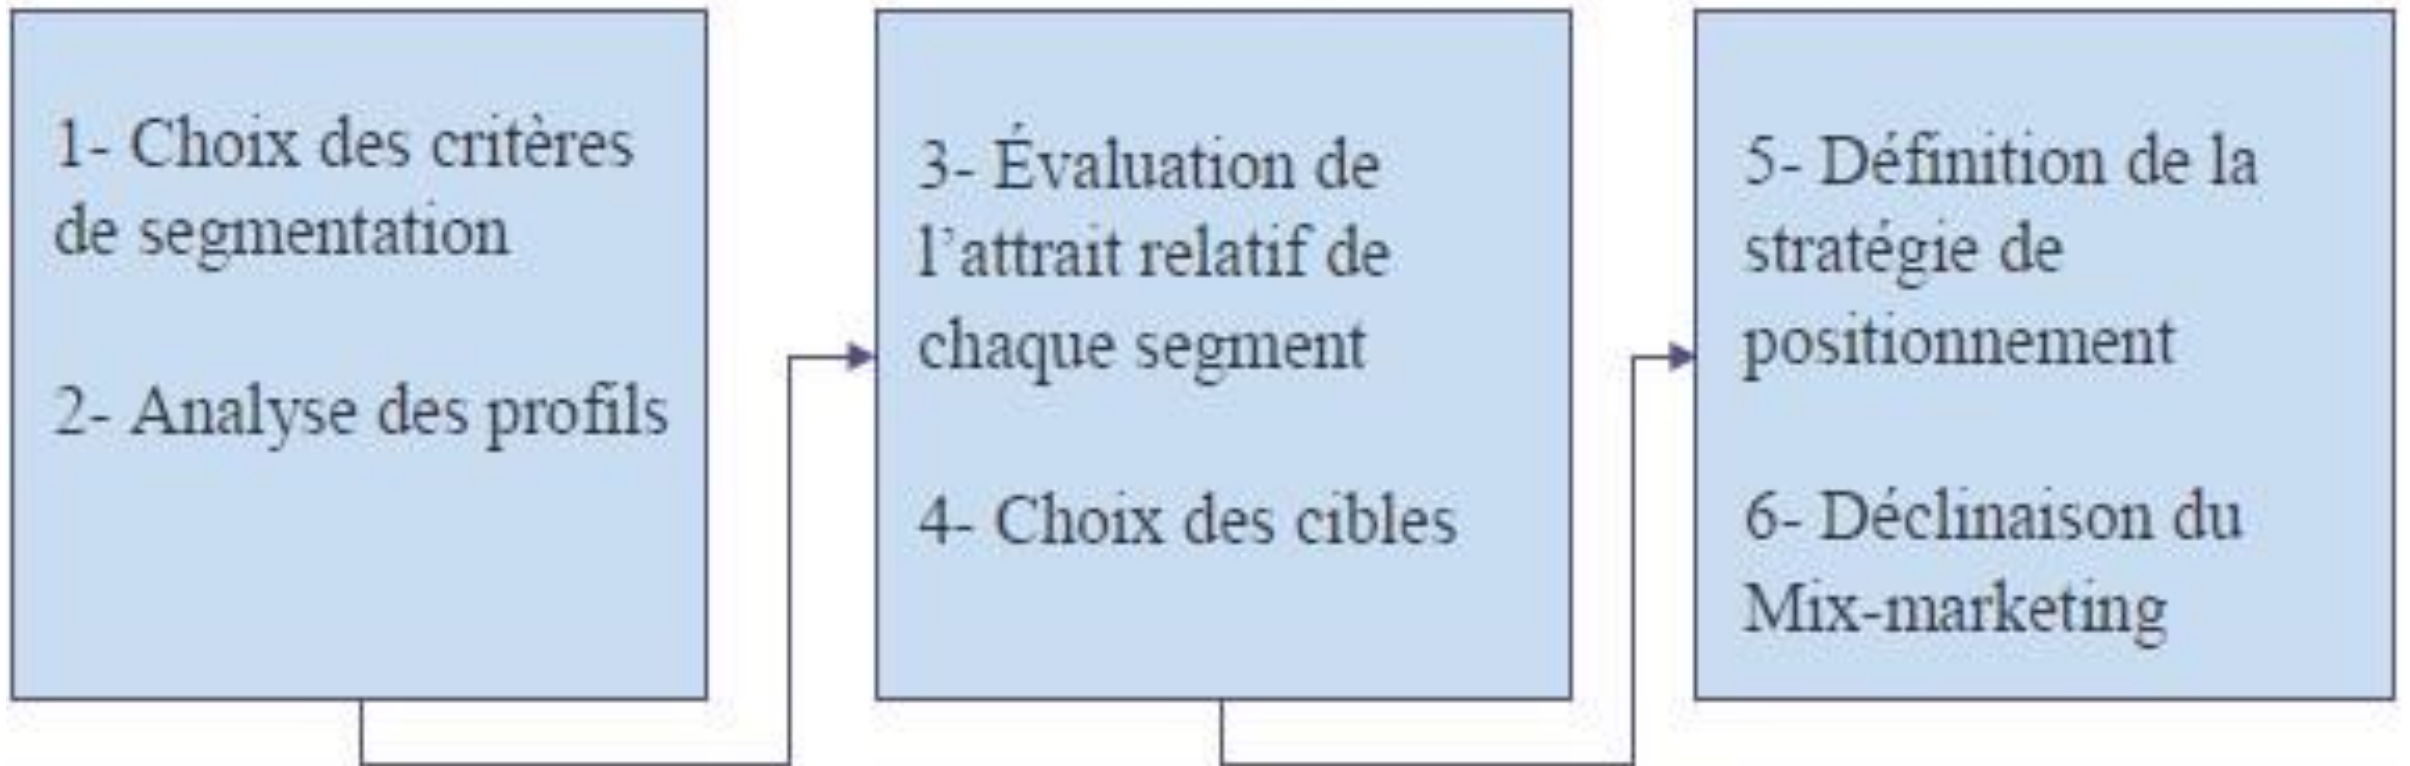 1- Choix des critères
de segmentation
2- Analyse des profils
3- Évaluation de
l'attrait relatif de
chaque segment
4- Choix des cibles
5- Définition de la
stratégie de
positionnement
6- Déclinaison du
Mix-marketing